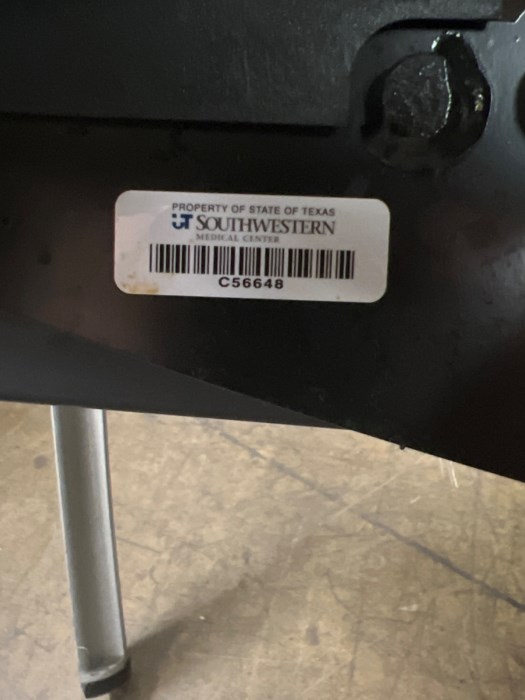 PROPERTY OF STATE OF TEXAS
UT SOUTHWESTERN
MEDICAL CENTER
C56648